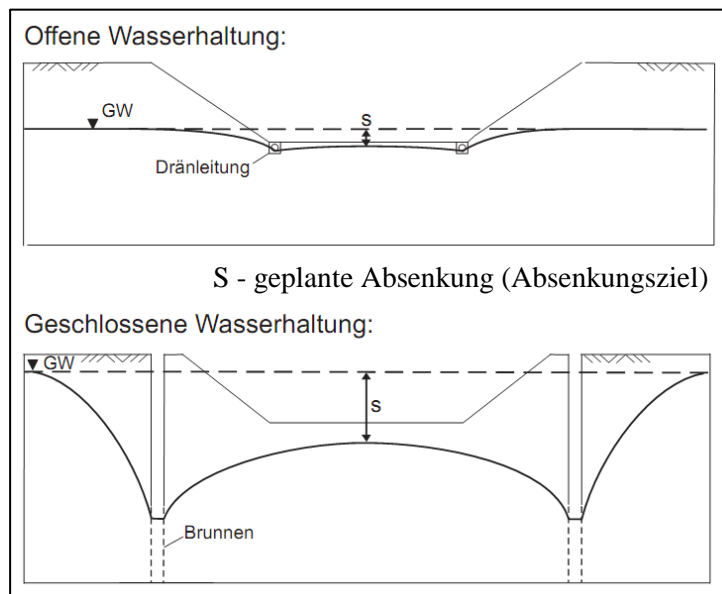 Offene Wasserhaltung:
GW
s
Dränleitung
S - geplante Absenkung (Absenkungsziel)
Geschlossene Wasserhaltung:
GW
s
Brunnen